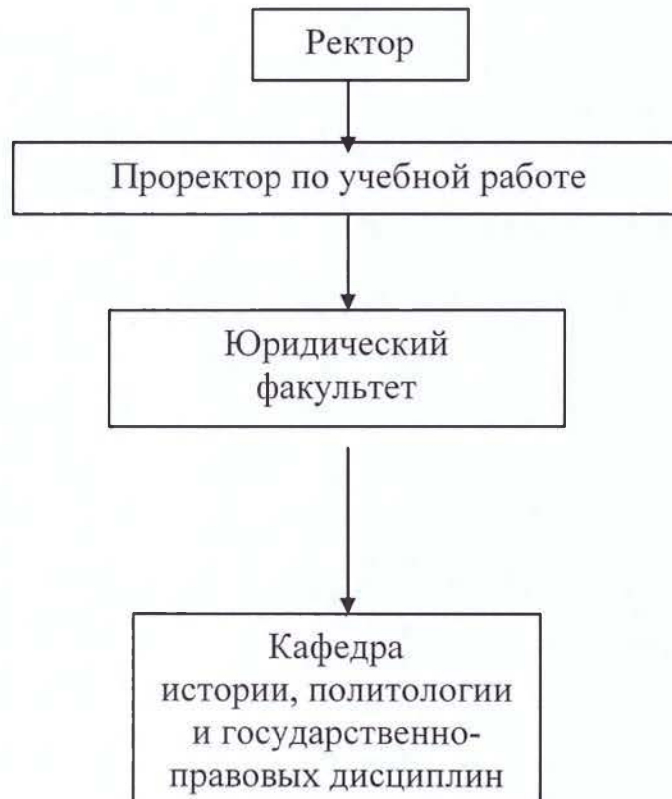 Ректор
Проректор по учебной работе
Юридический
факультет
Кафедра
истории, политологии
и государственно-
правовых дисциплин